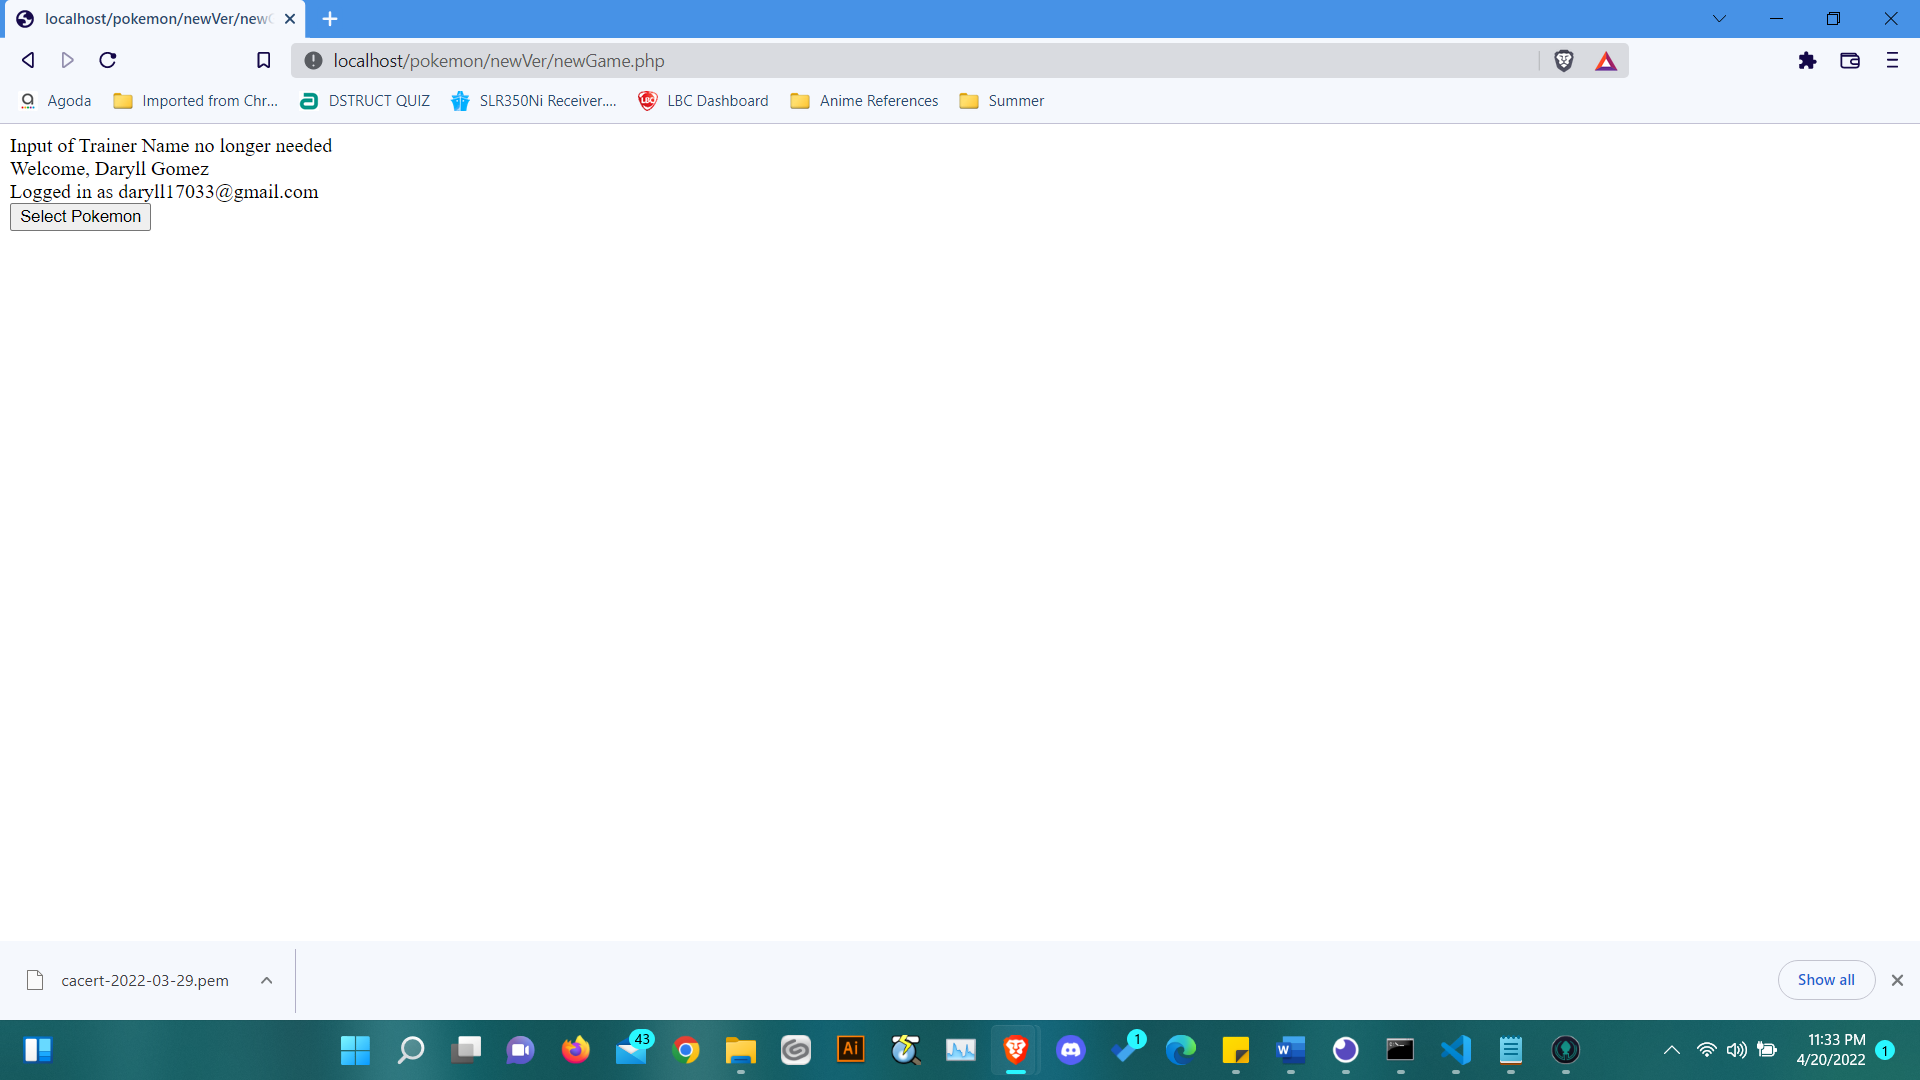 localhost/pokemon/newVer/newG
localhost/pokemon/newVer/newGame.php
Agoda
Imported from Chr...
DSTRUCT QUIZ
SLR350Ni Receiver....
LBC Dashboard
Anime References
Summer
Input of Trainer Name no longer needed
Welcome, Daryll Gomez
Logged in as daryll17033@gmail.com
Select Pokemon
cacert-2022-03-29.pem
Show all
43
Ai
1
W
11:33 PM
4/20/2022
1